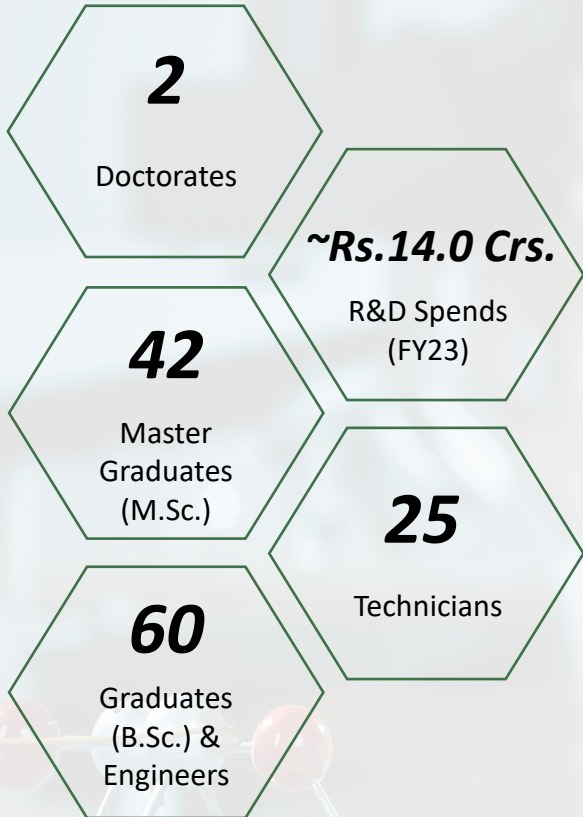 2
Doctorates
~Rs.14.0 Crs.
R&D Spends
(FY23)
42
Master
Graduates
(M.Sc.)
25
Technicians
60
Graduates
(B.Sc.) &
Engineers